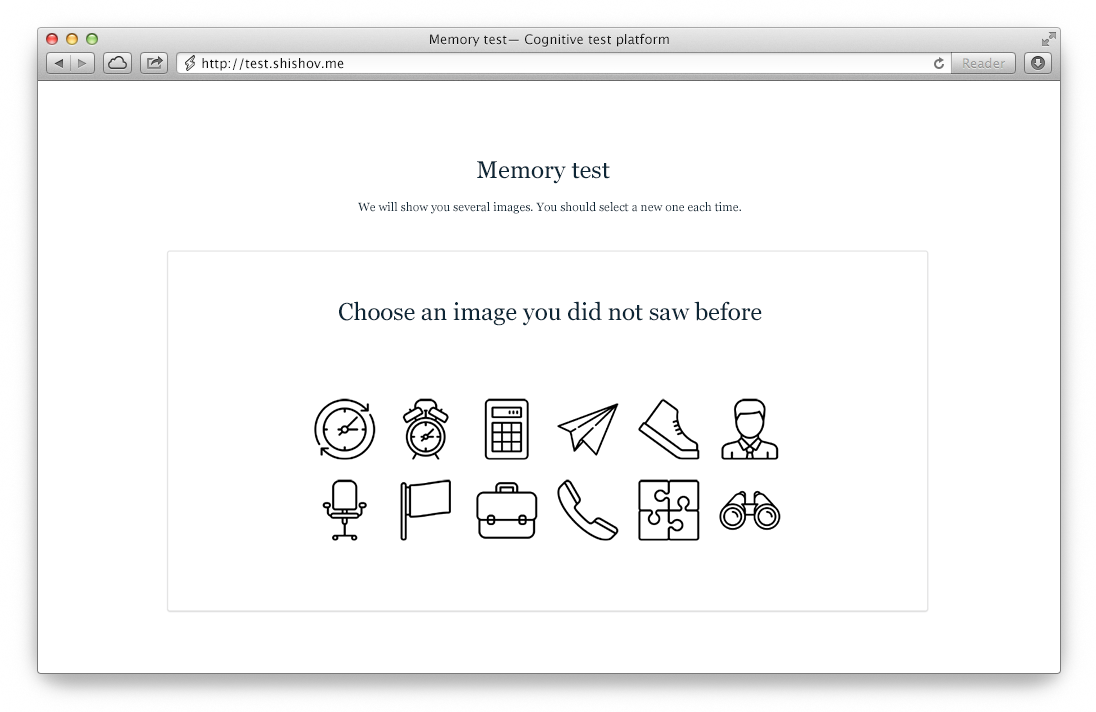 Memory test— Cognitive test platform
http://test.shishov.me
Reader
Memory test
We will show you several images. You should select a new one each time.
Choose an image you did not saw before